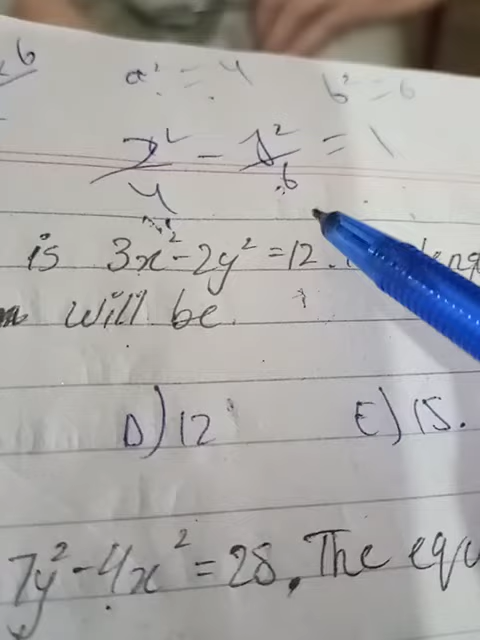 6
a² = 4 b² = 6
x²/4 - y²/6 = 1
is 3x² - 2y² = 12.
will be
D) 12 E) 15.
7y² - 4x² = 28. The equ